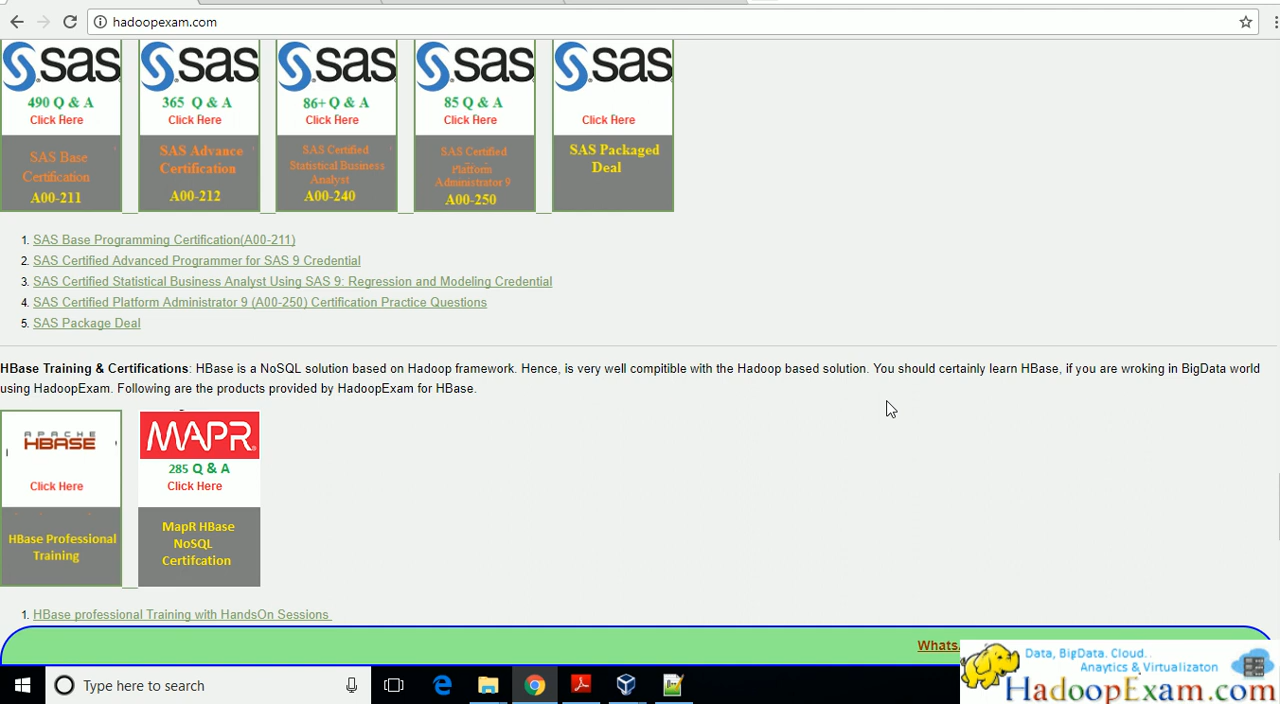 hadoopexam.com
sas sas sas sas sas
490 Q & A 365 Q & A 86+ Q & A 85 Q & A
Click Here Click Here Click Here Click Here Click Here
SAS Base Certification A00-211
SAS Advance Certification A00-212
SAS Certified Statistical Business Analyst A00-240
SAS Certified Platform Administrator 9 A00-250
SAS Packaged Deal
1. SAS Base Programming Certification(A00-211)
2. SAS Certified Advanced Programmer for SAS 9 Credential
3. SAS Certified Statistical Business Analyst Using SAS 9: Regression and Modeling Credential
4. SAS Certified Platform Administrator 9 (A00-250) Certification Practice Questions
5. SAS Package Deal
HBase Training & Certifications: HBase is a NoSQL solution based on Hadoop framework. Hence, is very well compitible with the Hadoop based solution. You should certainly learn HBase, if you are wroking in BigData world
using HadoopExam. Following are the products provided by HadoopExam for HBase.
APACHE
HBASE
Click Here
HBase Professional
Training
MAPR
285 Q & A
Click Here
MapR HBase
NoSQL
Certifcation
1. HBase professional Training with HandsOn Sessions
Whats
Type here to search
Data, BigData. Cloud.
Anaytics & Virtualizaton
HadoopExam.com